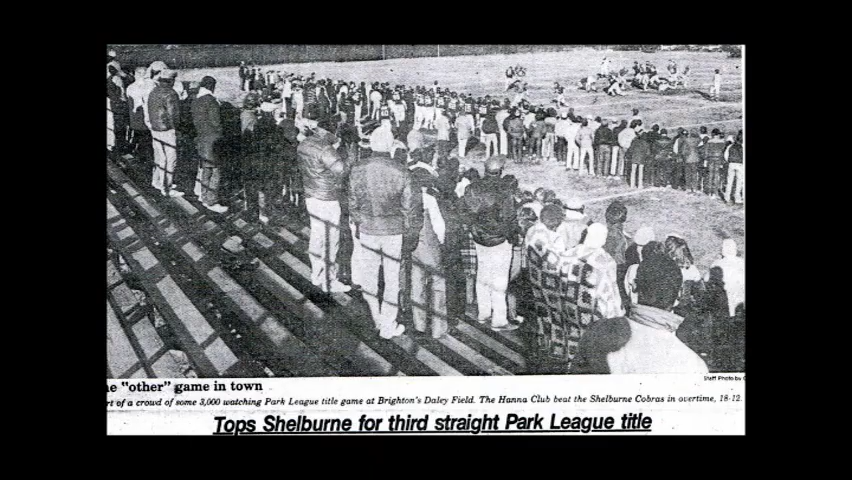 Staff Photo by
"other" game in town
of a crowd of some 3,000 watching Park League title game at Brighton's Daley Field. The Hanna Club beat the Shelburne Cobras in overtime, 18-12.
Tops Shelburne for third straight Park League title